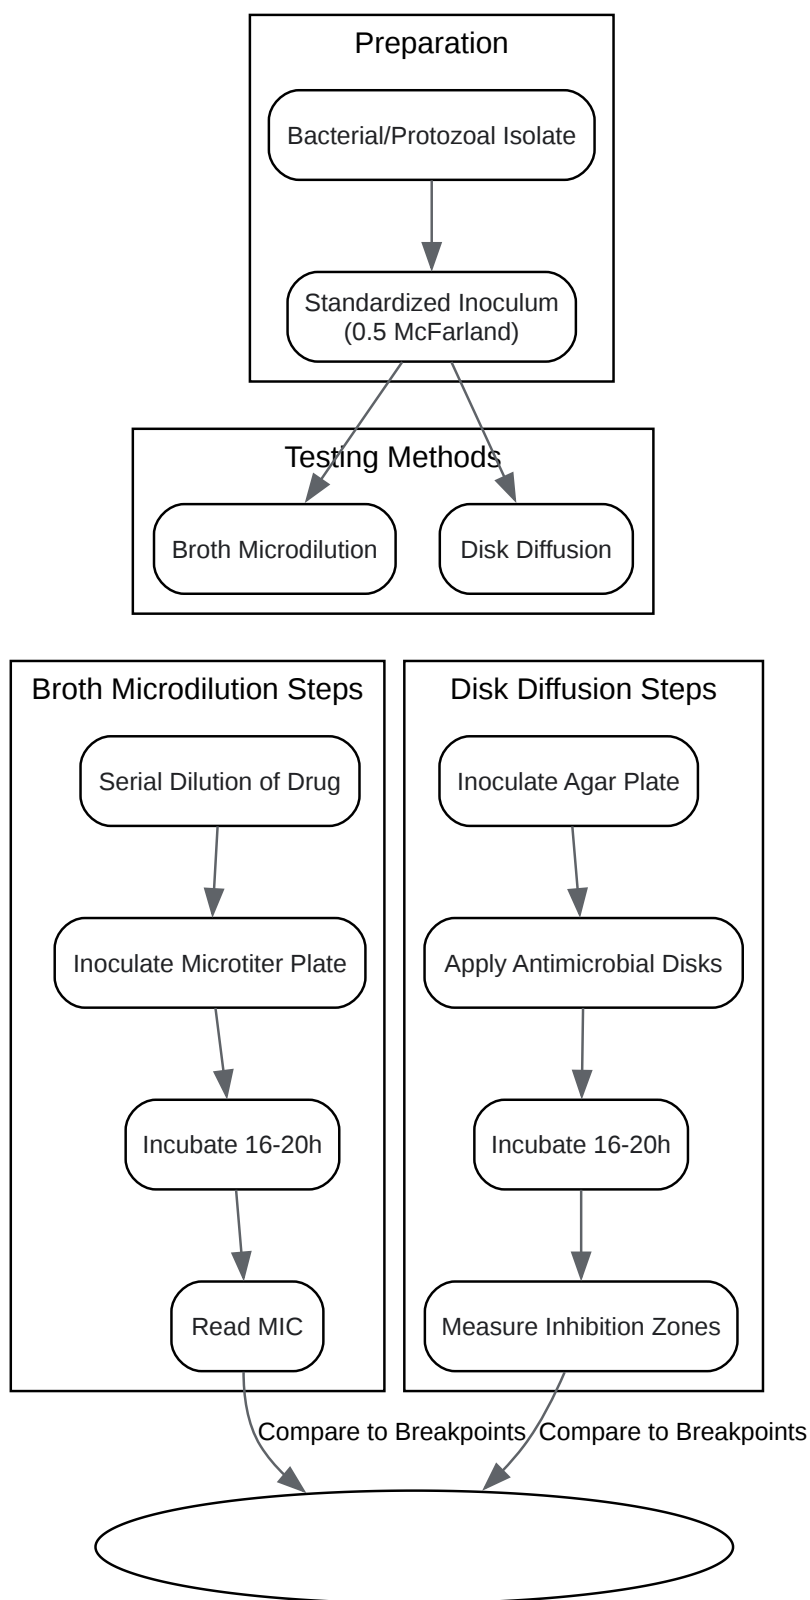 Preparation
Bacterial/Protozoal Isolate
Standardized Inoculum
(0.5 McFarland)
Testing Methods
Broth Microdilution
Disk Diffusion
Broth Microdilution Steps
Serial Dilution of Drug
Inoculate Microtiter Plate
Incubate 16-20h
Read MIC
Disk Diffusion Steps
Inoculate Agar Plate
Apply Antimicrobial Disks
Incubate 16-20h
Measure Inhibition Zones
Compare to Breakpoints
Compare to Breakpoints